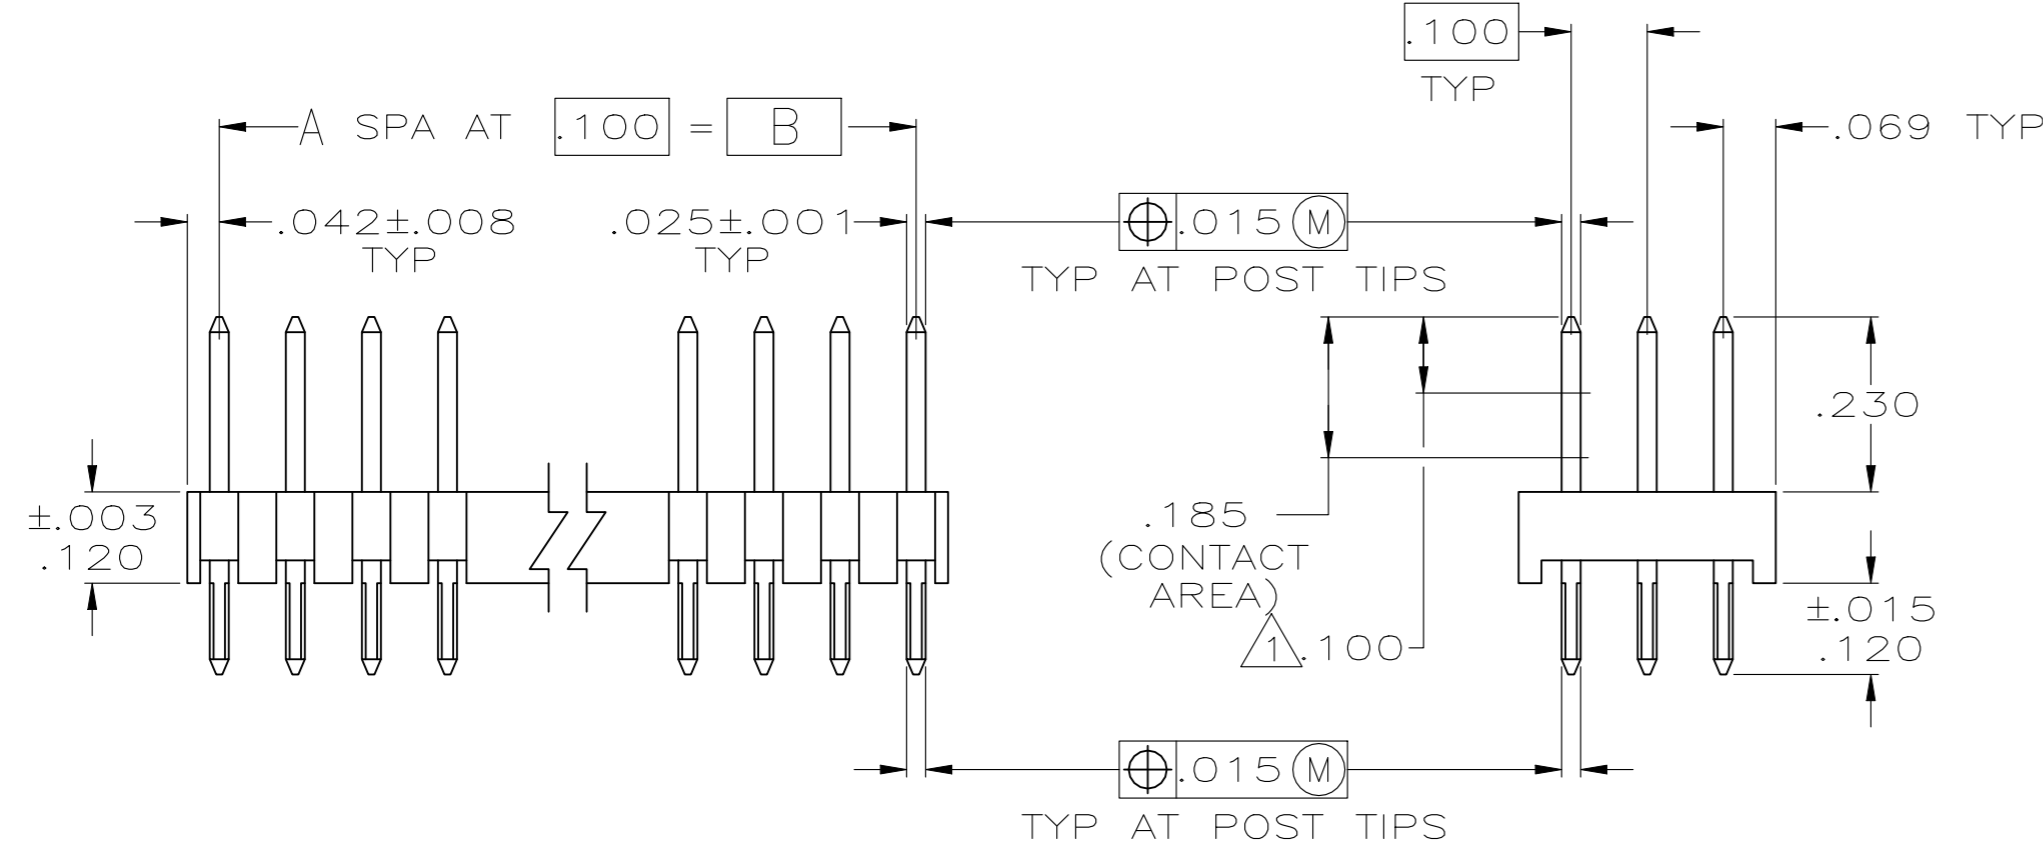 .100
TYP
A SPA AT .100 = B
.069 TYP
.042±.008
TYP
.025±.001
TYP
⌖ .015 Ⓜ
TYP AT POST TIPS
.230
±.003
.120
.185
(CONTACT
AREA)
1 .100
±.015
.120
⌖ .015 Ⓜ
TYP AT POST TIPS